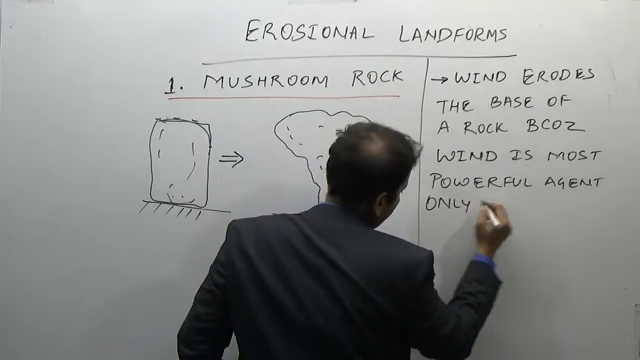 EROSIONAL LANDFORMS
1. MUSHROOM ROCK
→ WIND ERODES
THE BASE OF
A ROCK BCOZ
WIND IS MOST
POWERFUL AGENT
ONLY